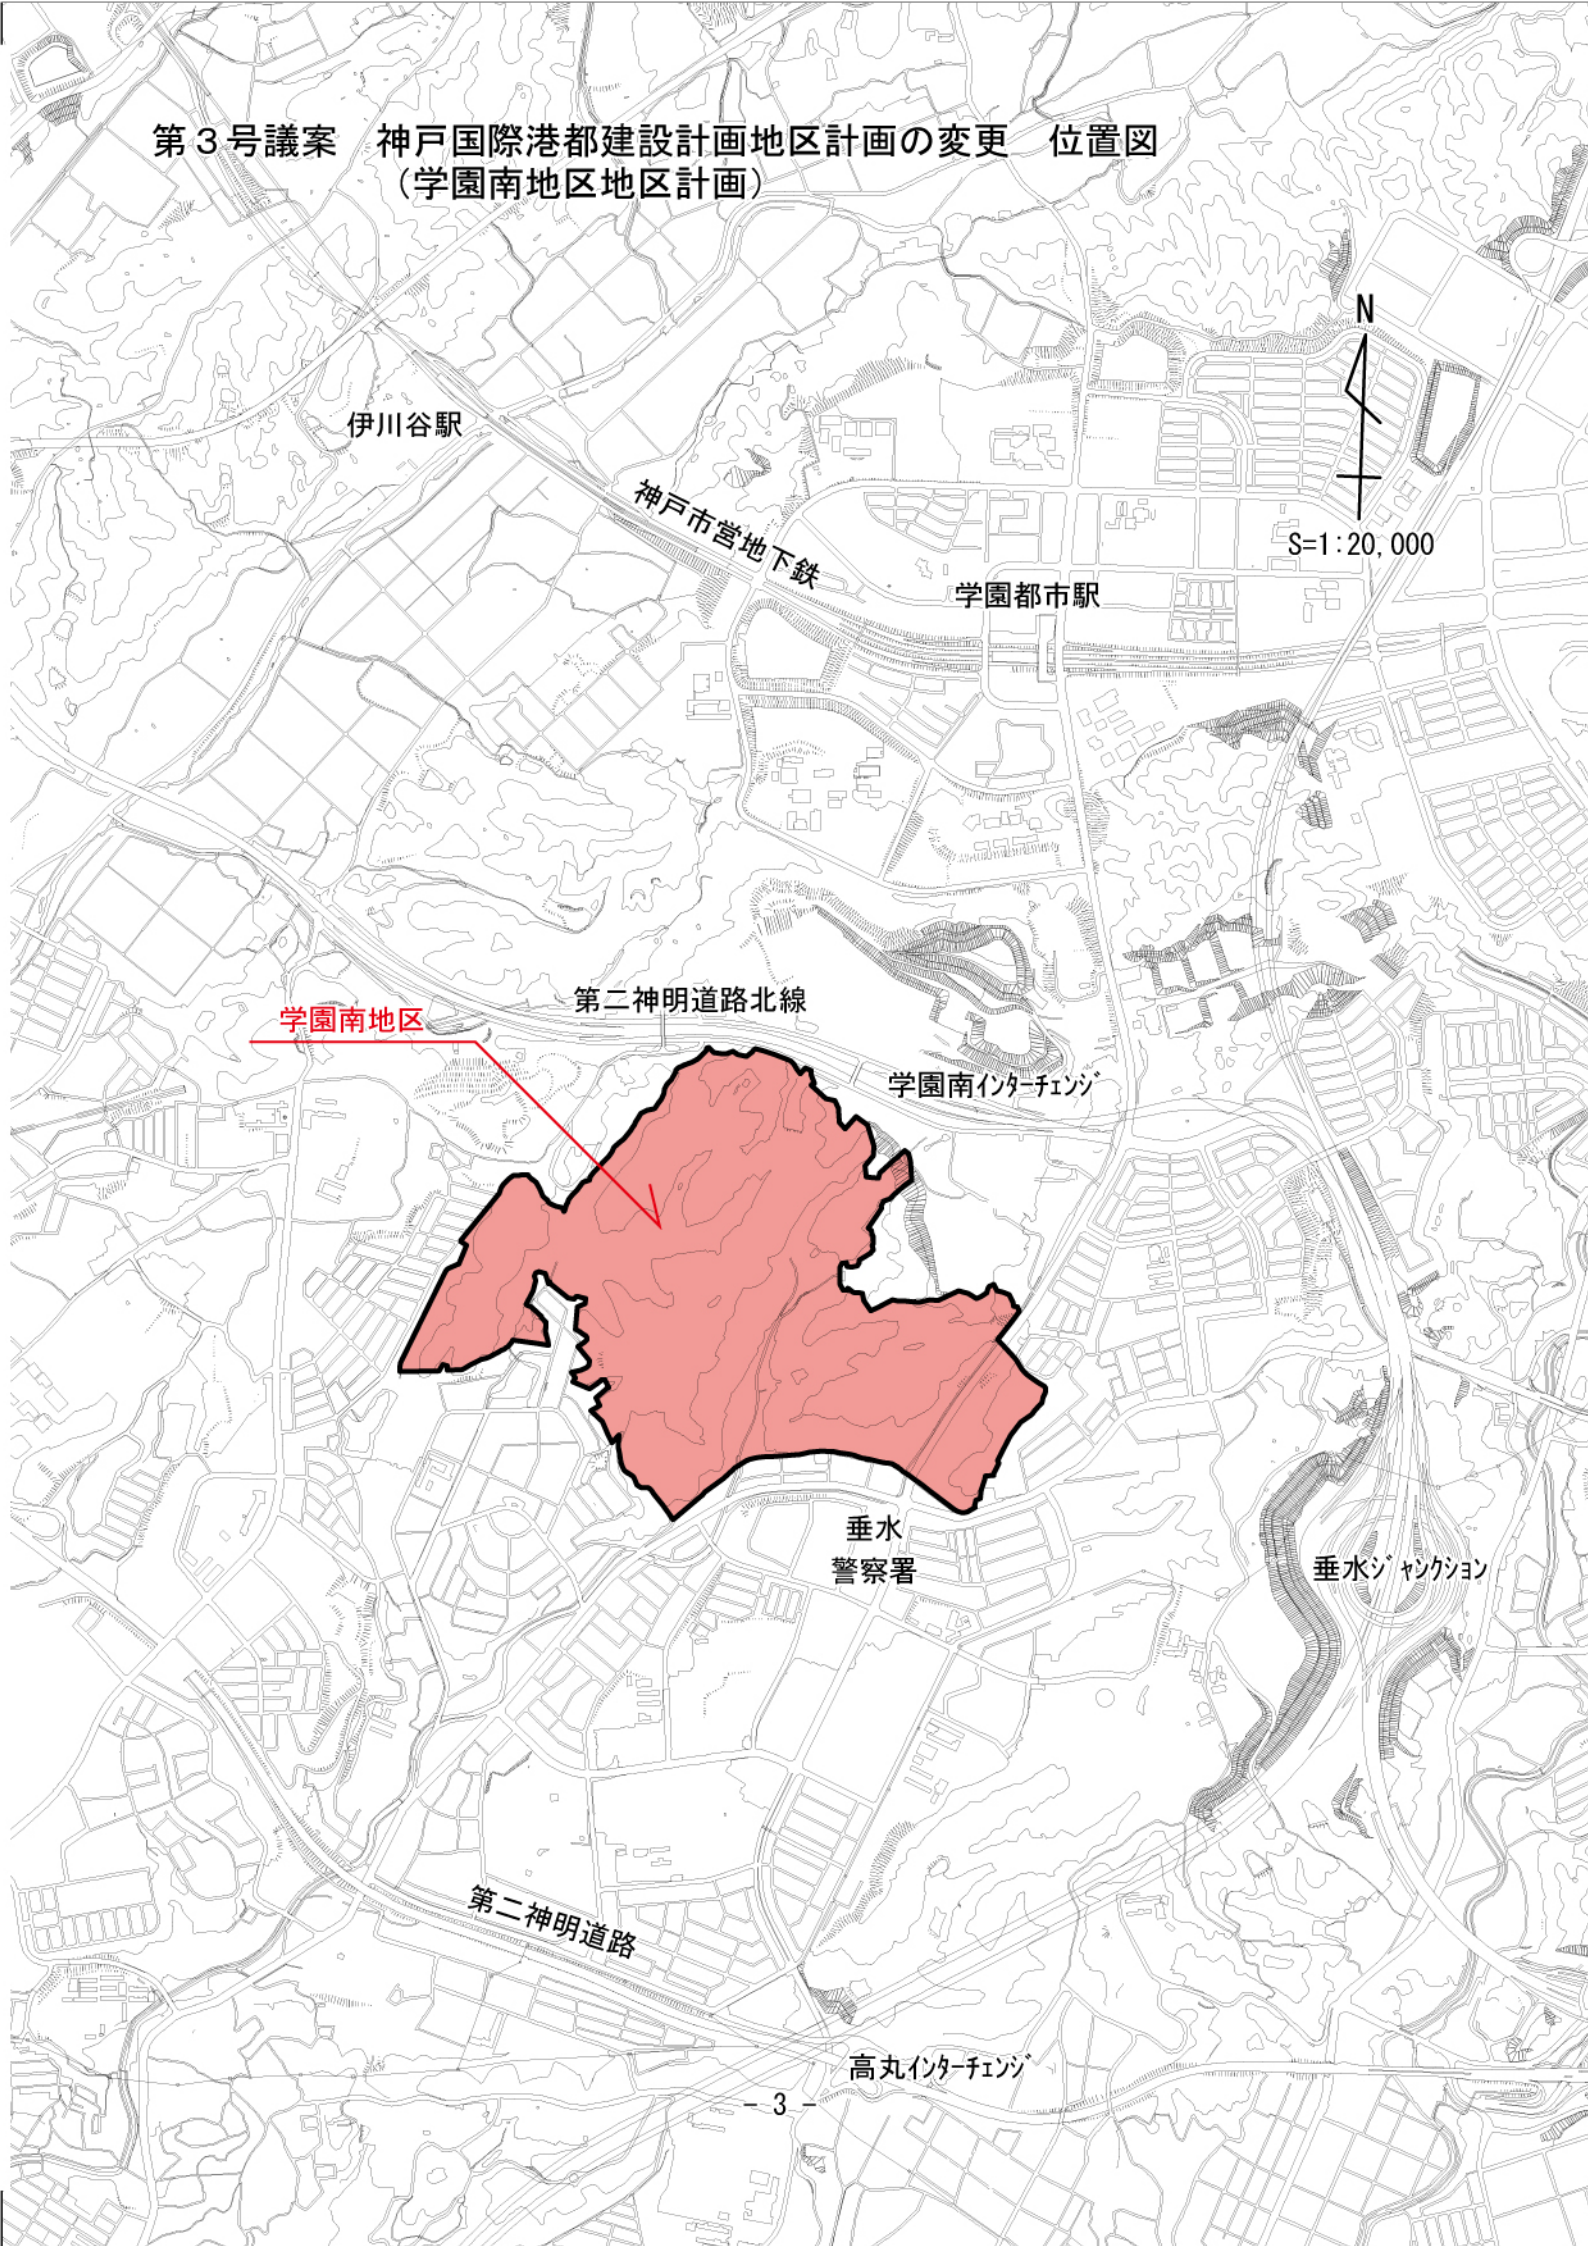 第３号議案　神戸国際港都建設計画地区計画の変更　位置図
（学園南地区地区計画）
N
伊川谷駅
神戸市営地下鉄
S=1:20,000
学園都市駅
第二神明道路北線
学園南地区
学園南ｲﾝﾀｰﾁｪﾝｼﾞ
垂水
警察署
垂水ｼﾞｬﾝｸｼｮﾝ
第二神明道路
高丸ｲﾝﾀｰﾁｪﾝｼﾞ
- 3 -